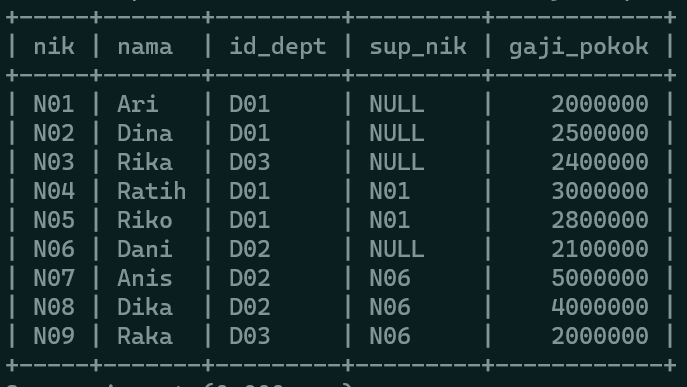 +-----+-------+---------+---------+------------+
| nik | nama  | id_dept | sup_nik | gaji_pokok |
+-----+-------+---------+---------+------------+
| N01 | Ari   | D01     | NULL    |    2000000 |
| N02 | Dina  | D01     | NULL    |    2500000 |
| N03 | Rika  | D03     | NULL    |    2400000 |
| N04 | Ratih | D01     | N01     |    3000000 |
| N05 | Riko  | D01     | N01     |    2800000 |
| N06 | Dani  | D02     | NULL    |    2100000 |
| N07 | Anis  | D02     | N06     |    5000000 |
| N08 | Dika  | D02     | N06     |    4000000 |
| N09 | Raka  | D03     | N06     |    2000000 |
+-----+-------+---------+---------+------------+